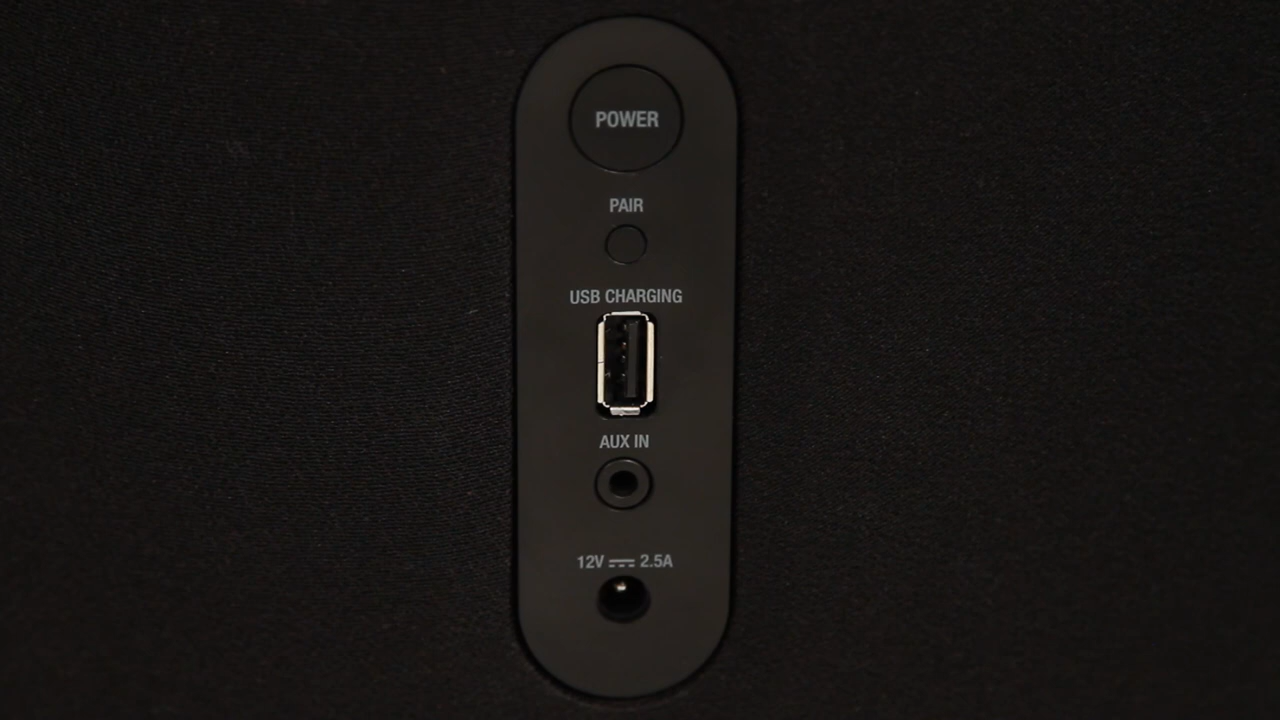 POWER
PAIR
USB CHARGING
AUX IN
12V ⎓ 2.5A